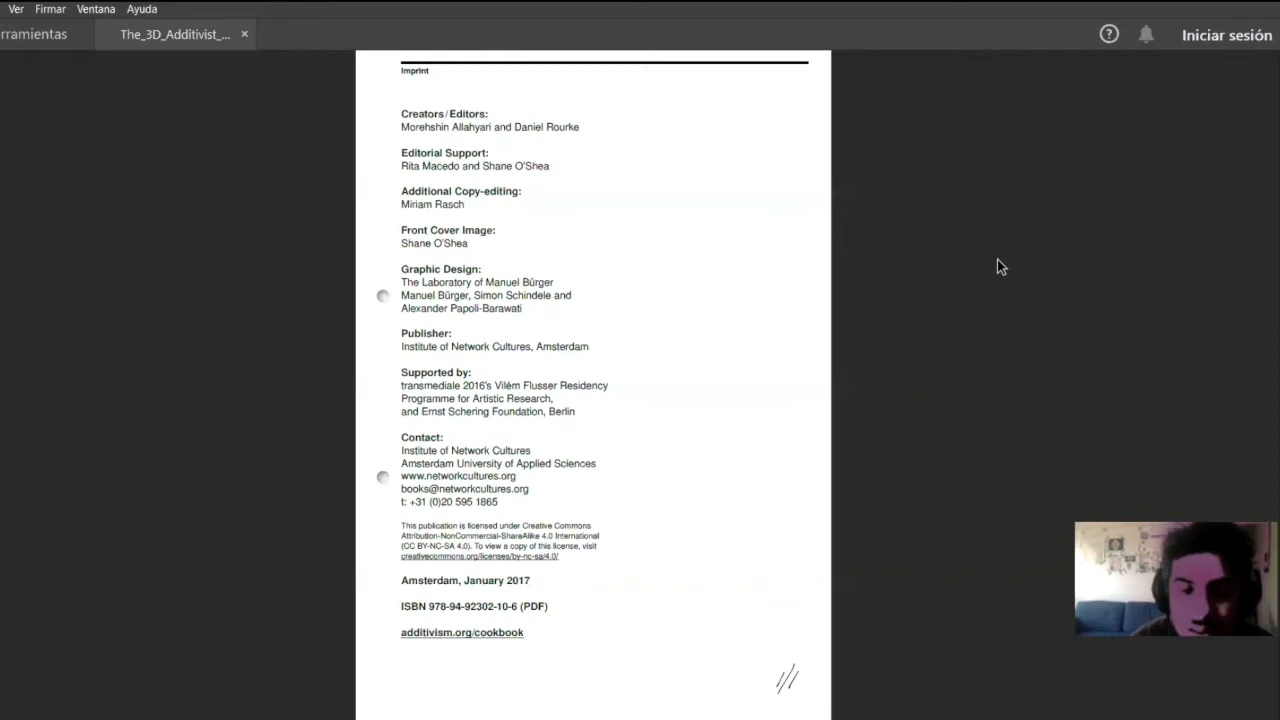 Ver Firmar Ventana Ayuda
rramientas The_3D_Additivist_... × ? Iniciar sesión
Imprint
Creators/Editors:
Morehshin Allahyari and Daniel Rourke
Editorial Support:
Rita Macedo and Shane O'Shea
Additional Copy-editing:
Miriam Rasch
Front Cover Image:
Shane O'Shea
Graphic Design:
The Laboratory of Manuel Bürger
Manuel Bürger, Simon Schindele and
Alexander Papoli-Barawati
Publisher:
Institute of Network Cultures, Amsterdam
Supported by:
transmediale 2016's Vilém Flusser Residency
Programme for Artistic Research,
and Ernst Schering Foundation, Berlin
Contact:
Institute of Network Cultures
Amsterdam University of Applied Sciences
www.networkcultures.org
books@networkcultures.org
t: +31 (0)20 595 1865
This publication is licensed under Creative Commons
Attribution-NonCommercial-ShareAlike 4.0 International
(CC BY-NC-SA 4.0). To view a copy of this license, visit
creativecommons.org/licenses/by-nc-sa/4.0/
Amsterdam, January 2017
ISBN 978-94-92302-10-6 (PDF)
additivism.org/cookbook